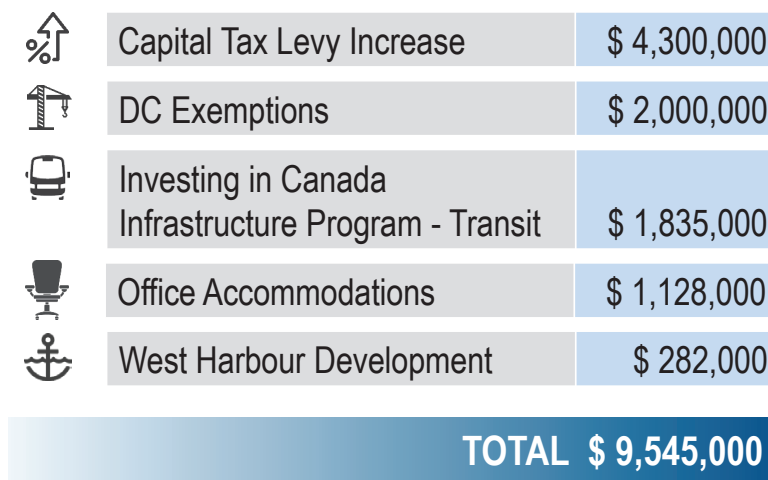 Capital Tax Levy Increase $ 4,300,000
DC Exemptions $ 2,000,000
Investing in Canada
Infrastructure Program - Transit $ 1,835,000
Office Accommodations $ 1,128,000
West Harbour Development $ 282,000
TOTAL $ 9,545,000